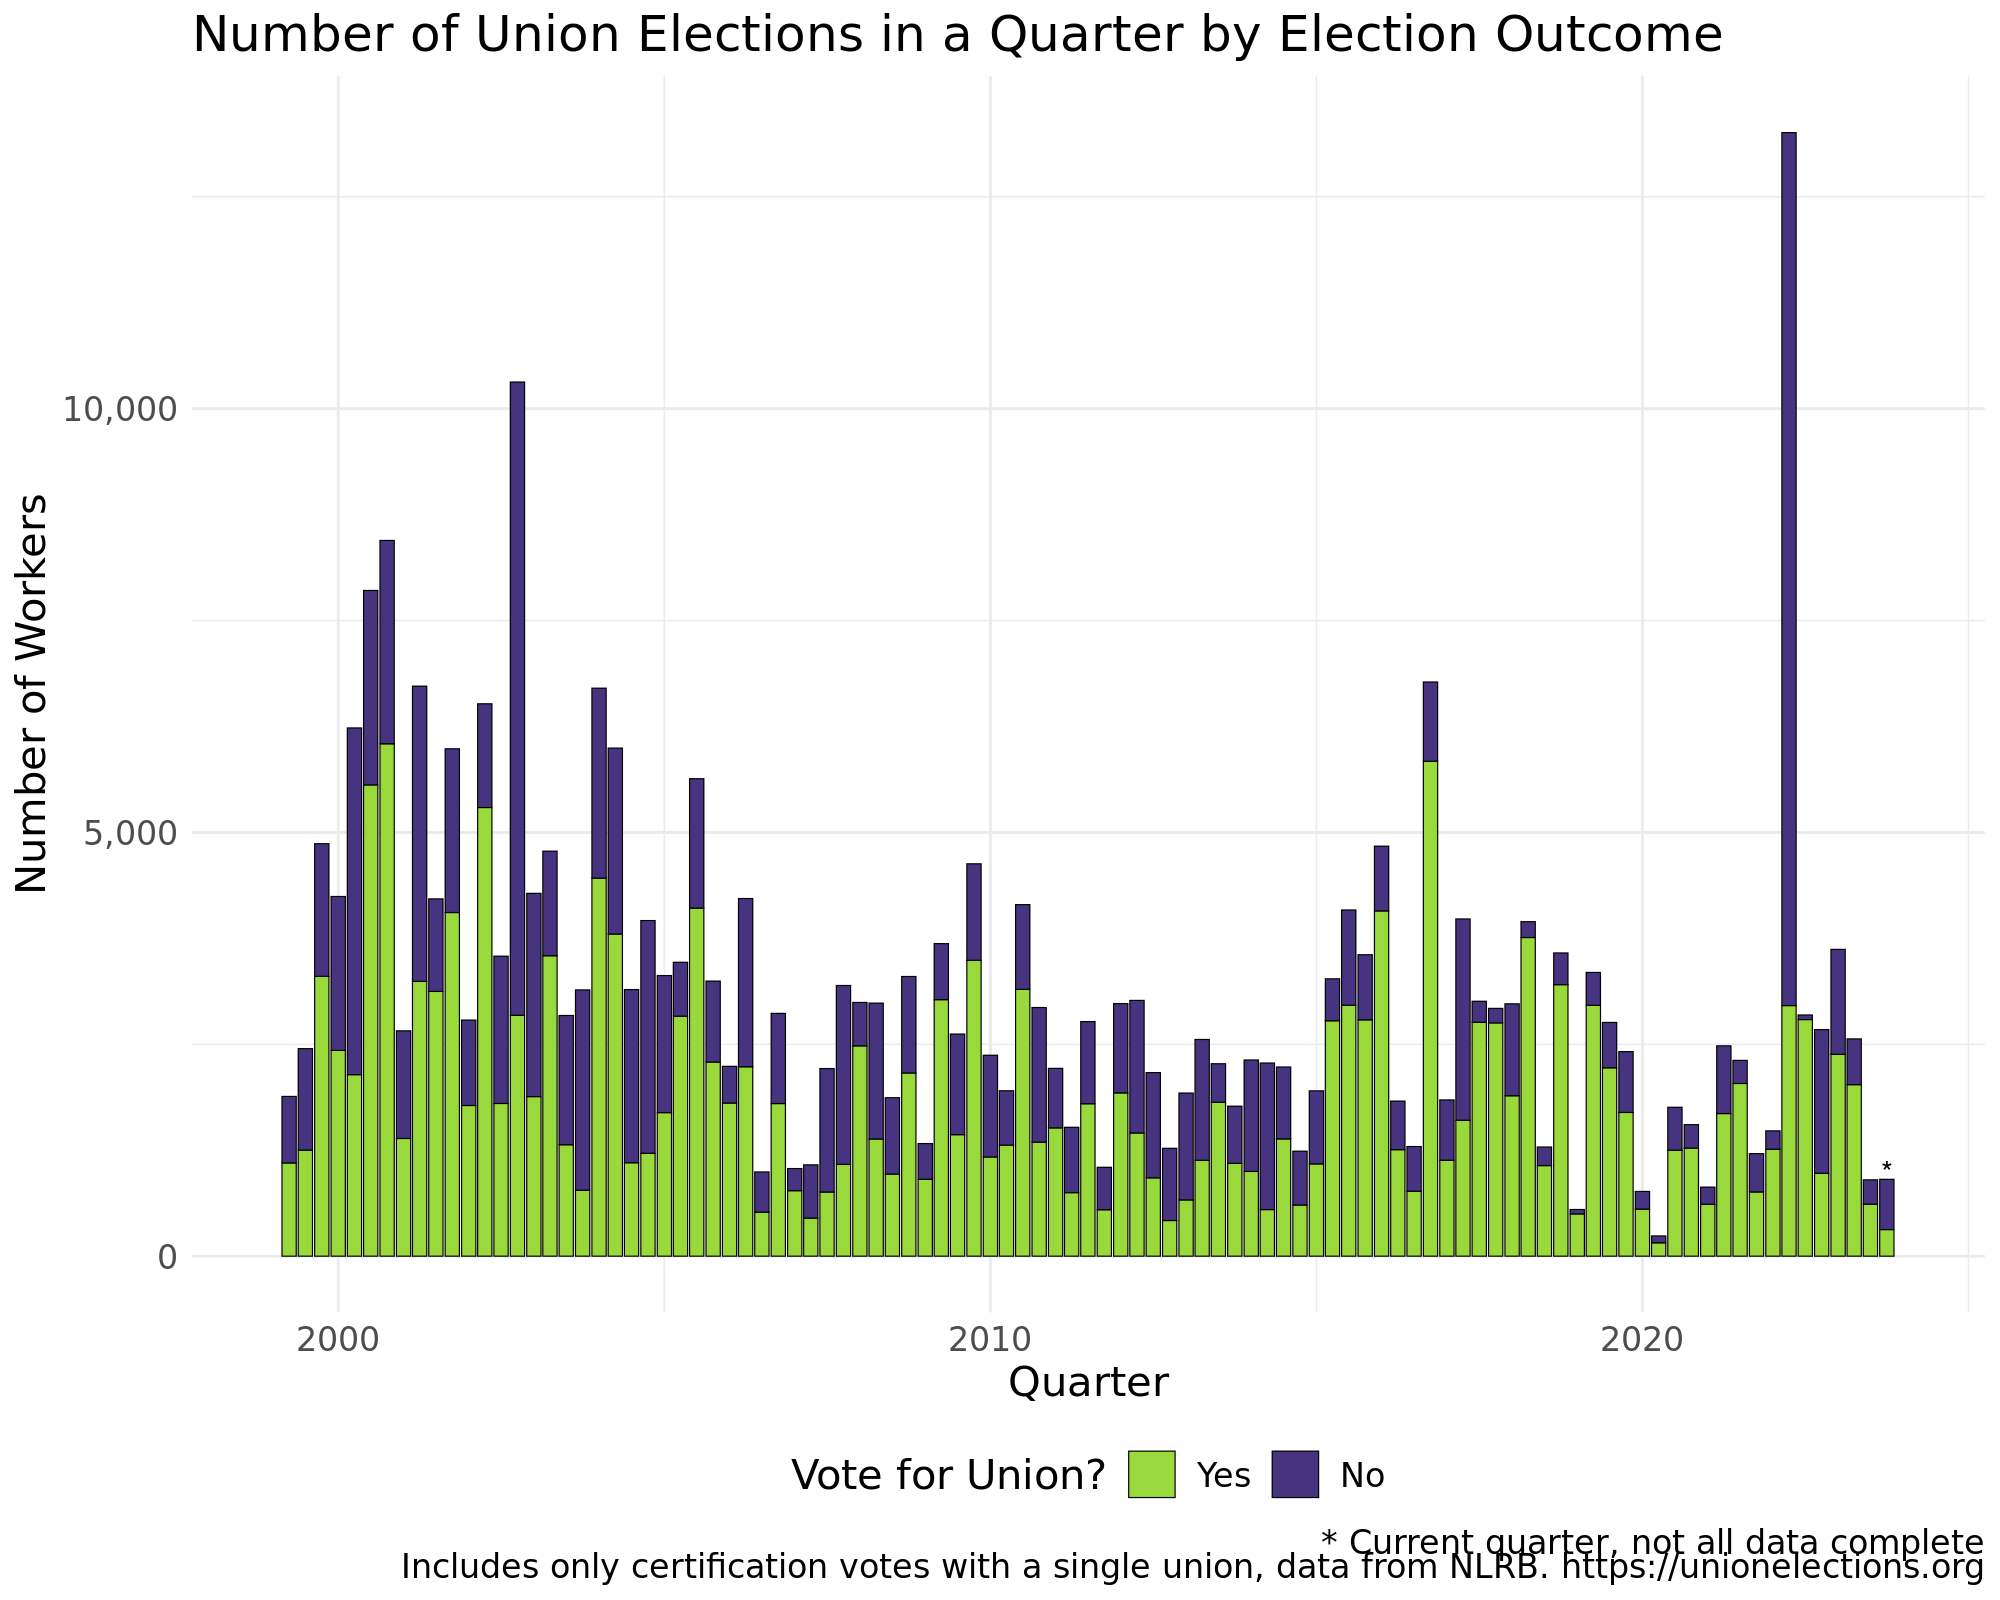 Number of Union Elections in a Quarter by Election Outcome
Number of Workers
10,000
5,000
0
*
2000
2010
2020
Quarter
Vote for Union?
Yes
No
* Current quarter, not all data complete
Includes only certification votes with a single union, data from NLRB. https://unionelections.org